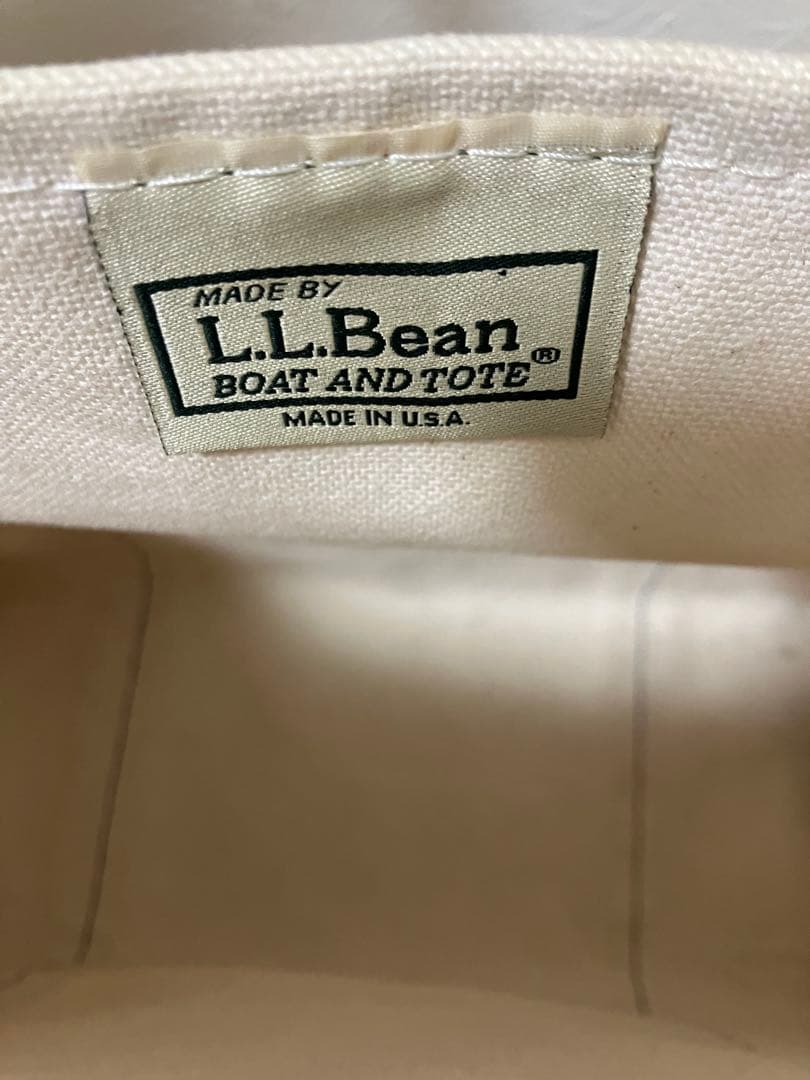 MADE BY
L.L.Bean
BOAT AND TOTE®
MADE IN U.S.A.